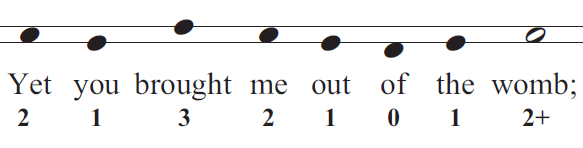 Yet you brought me out of the womb;
2 1 3 2 1 0 1 2+